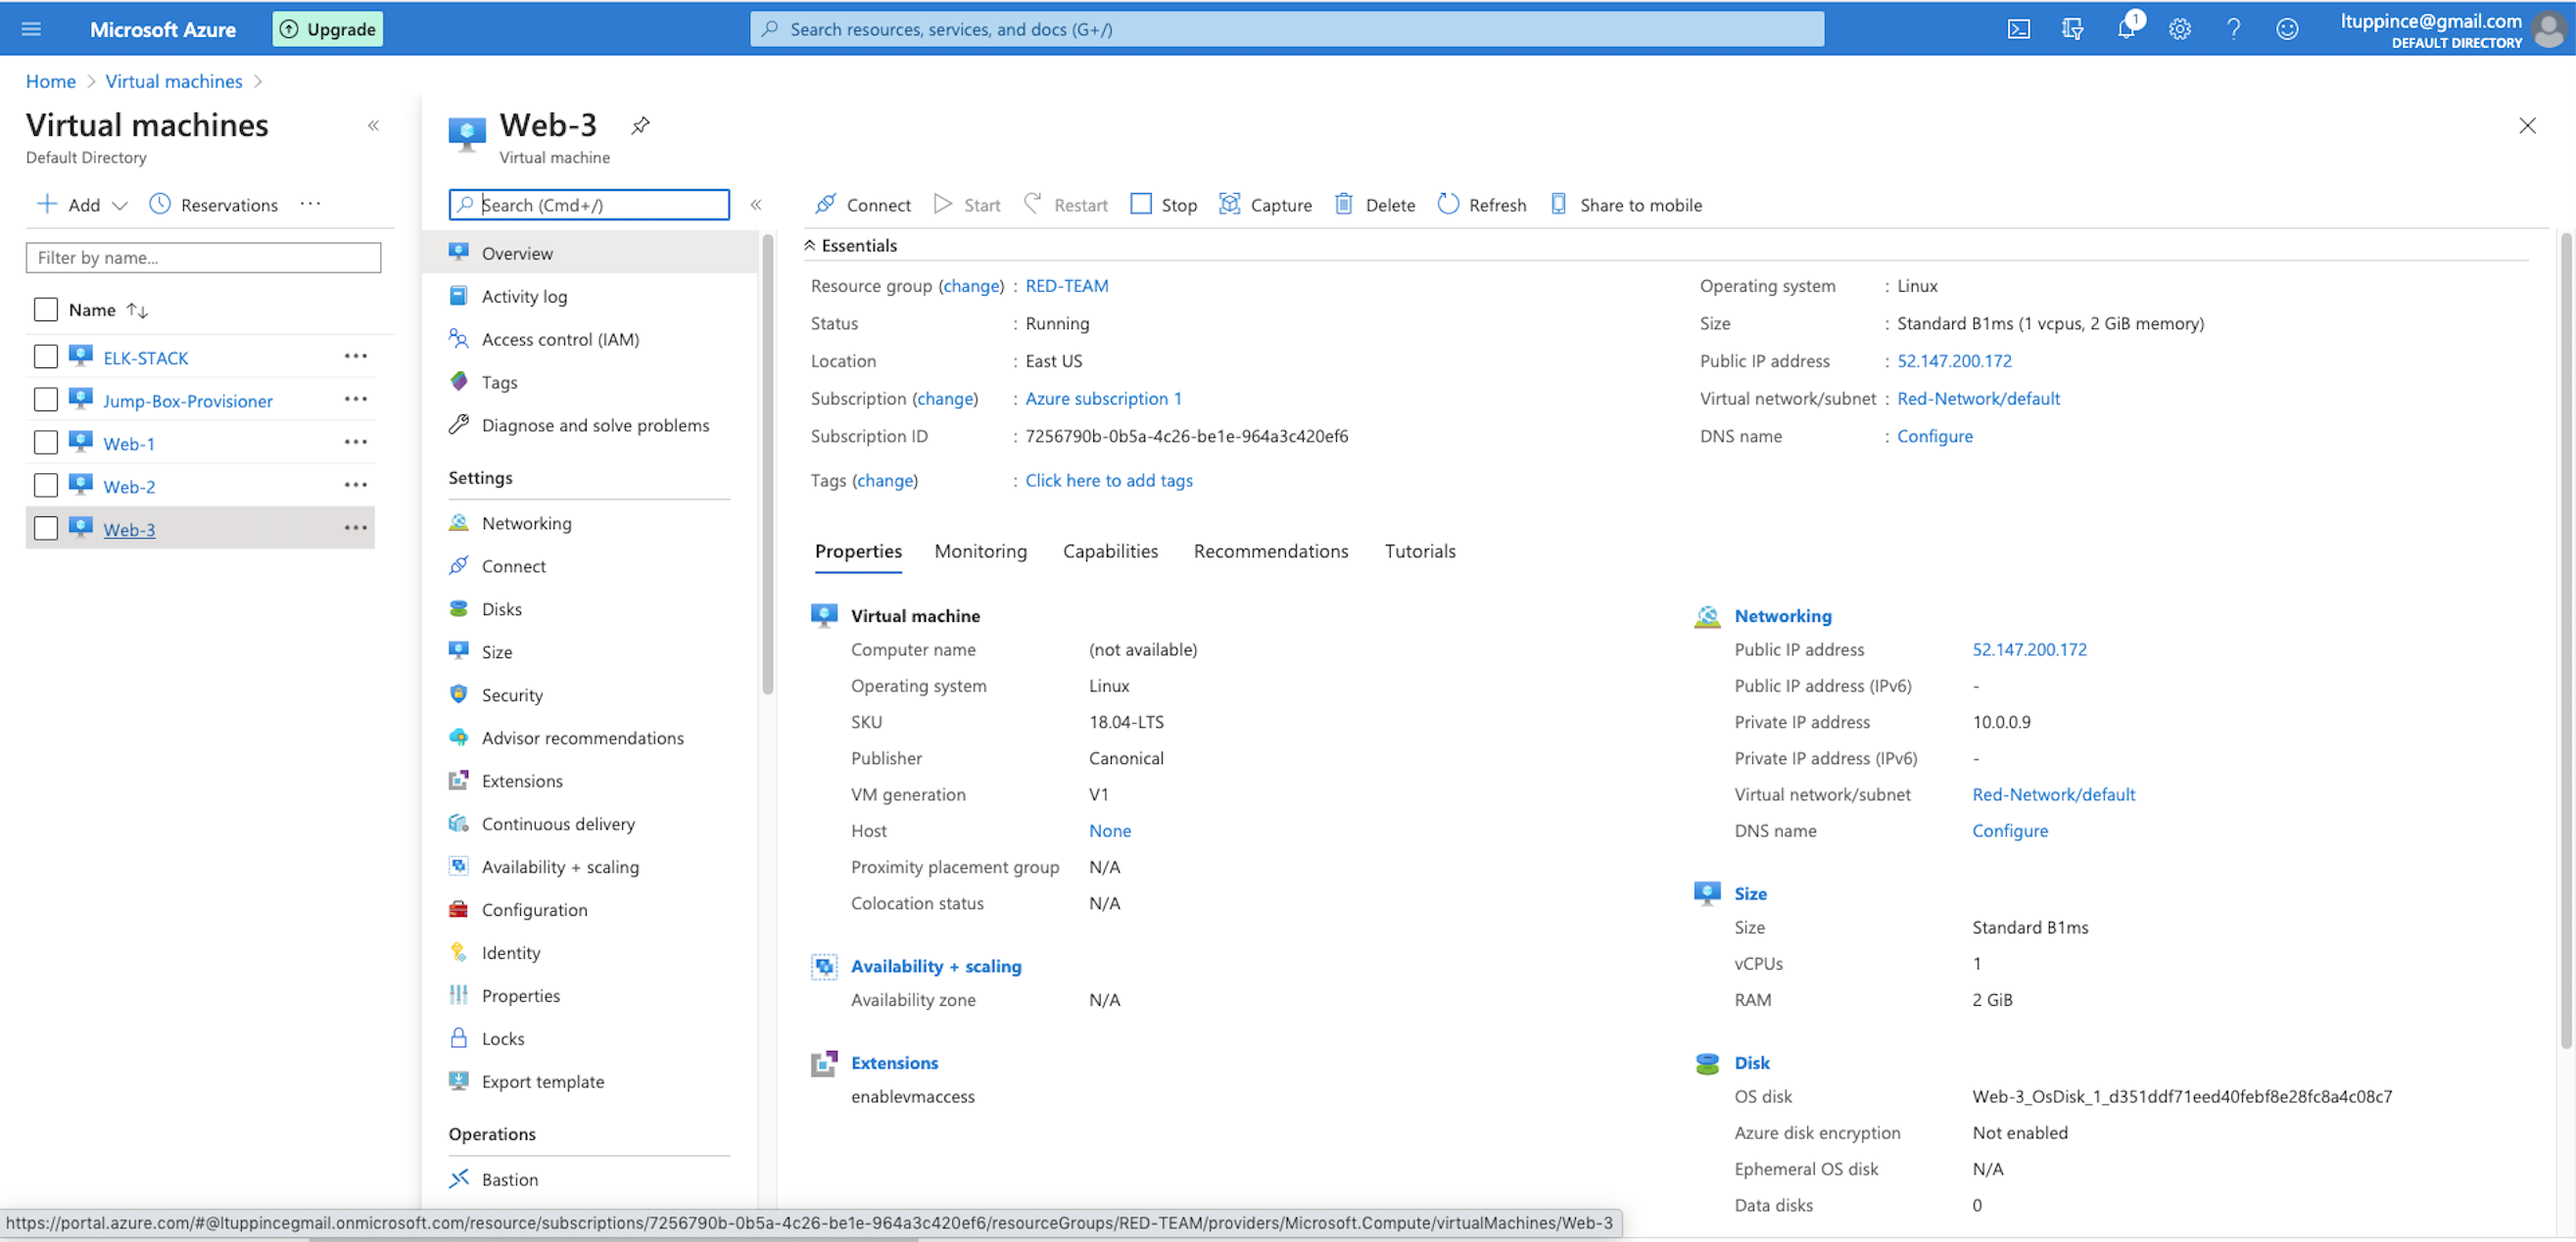 Microsoft Azure
Upgrade
Search resources, services, and docs (G+/)
1
ltuppince@gmail.com
DEFAULT DIRECTORY
Home > Virtual machines >
Virtual machines
Default Directory
Add
Reservations
...
Filter by name...
Name
ELK-STACK
Jump-Box-Provisioner
Web-1
Web-2
Web-3
Web-3
Virtual machine
Search (Cmd+/)
Overview
Activity log
Access control (IAM)
Tags
Diagnose and solve problems
Settings
Networking
Connect
Disks
Size
Security
Advisor recommendations
Extensions
Continuous delivery
Availability + scaling
Configuration
Identity
Properties
Locks
Export template
Operations
Bastion
Connect Start Restart Stop Capture Delete Refresh Share to mobile
Essentials
Resource group (change) : RED-TEAM
Status : Running
Location : East US
Subscription (change) : Azure subscription 1
Subscription ID : 7256790b-0b5a-4c26-be1e-964a3c420ef6
Tags (change) : Click here to add tags
Operating system : Linux
Size : Standard B1ms (1 vcpus, 2 GiB memory)
Public IP address : 52.147.200.172
Virtual network/subnet : Red-Network/default
DNS name : Configure
Properties Monitoring Capabilities Recommendations Tutorials
Virtual machine
Computer name (not available)
Operating system Linux
SKU 18.04-LTS
Publisher Canonical
VM generation V1
Host None
Proximity placement group N/A
Colocation status N/A
Availability + scaling
Availability zone N/A
Extensions
enablevmaccess
Networking
Public IP address 52.147.200.172
Public IP address (IPv6) -
Private IP address 10.0.0.9
Private IP address (IPv6) -
Virtual network/subnet Red-Network/default
DNS name Configure
Size
Size Standard B1ms
vCPUs 1
RAM 2 GiB
Disk
OS disk Web-3_OsDisk_1_d351ddf71eed40febf8e28fc8a4c08c7
Azure disk encryption Not enabled
Ephemeral OS disk N/A
Data disks 0
https://portal.azure.com/#@ltuppincegmail.onmicrosoft.com/resource/subscriptions/7256790b-0b5a-4c26-be1e-964a3c420ef6/resourceGroups/RED-TEAM/providers/Microsoft.Compute/virtualMachines/Web-3